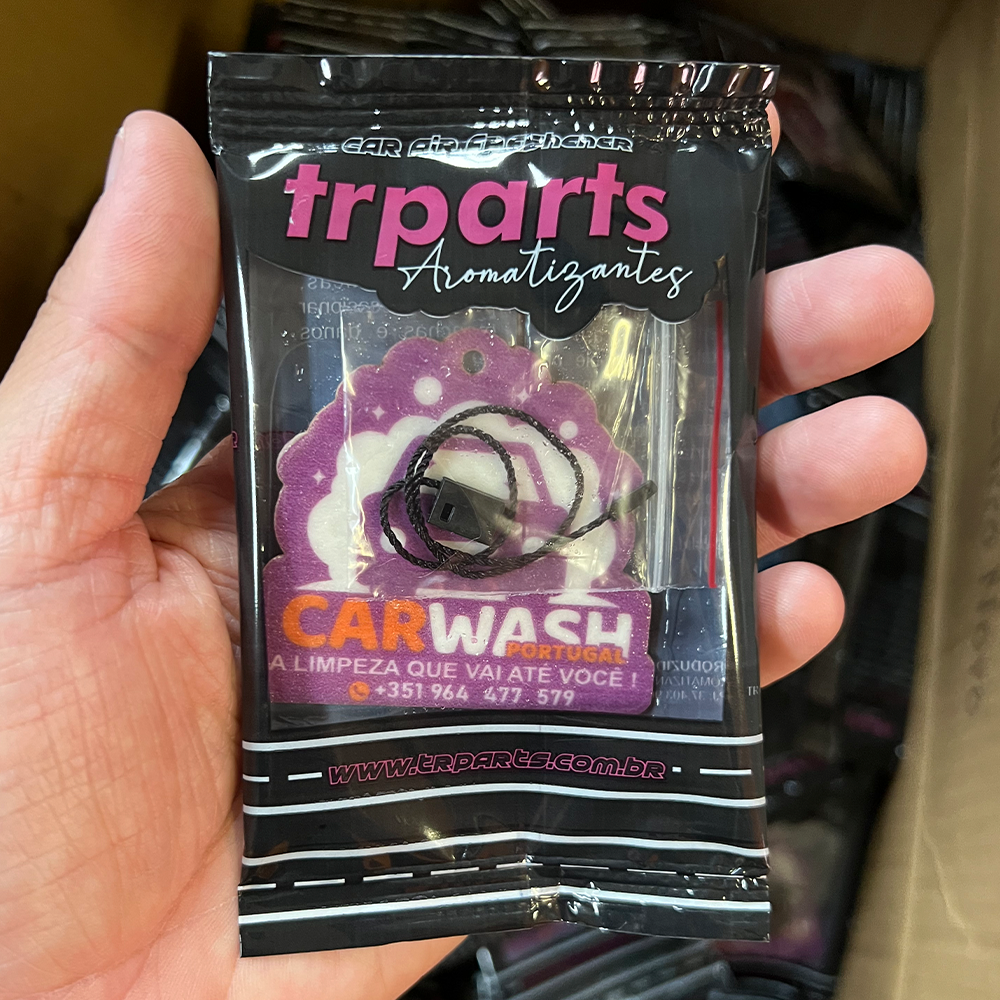 CAR AIR FRESHENER
trparts
Aromatizantes
CARWASH
PORTUGAL
A LIMPEZA QUE VAI ATÉ VOCÊ !
+351 964 477 579
www.trparts.com.br